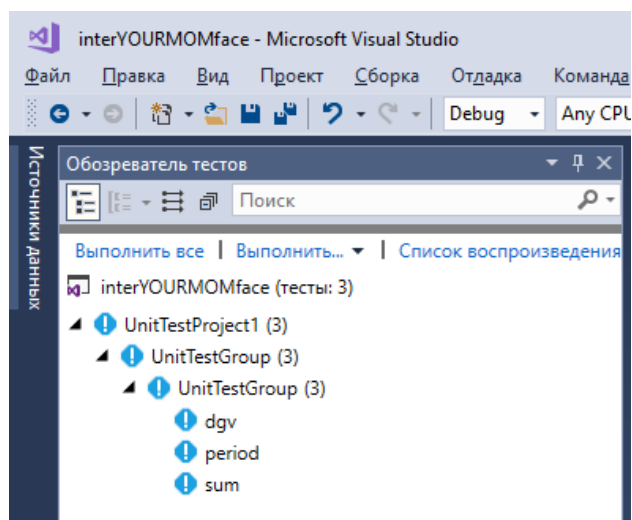 interYOURMOMface - Microsoft Visual Studio
Файл Правка Вид Проект Сборка Отладка Команда
Debug Any CPU
Источники данных
Обозреватель тестов
Поиск
Выполнить все | Выполнить... | Список воспроизведения
interYOURMOMface (тесты: 3)
UnitTestProject1 (3)
UnitTestGroup (3)
UnitTestGroup (3)
dgv
period
sum